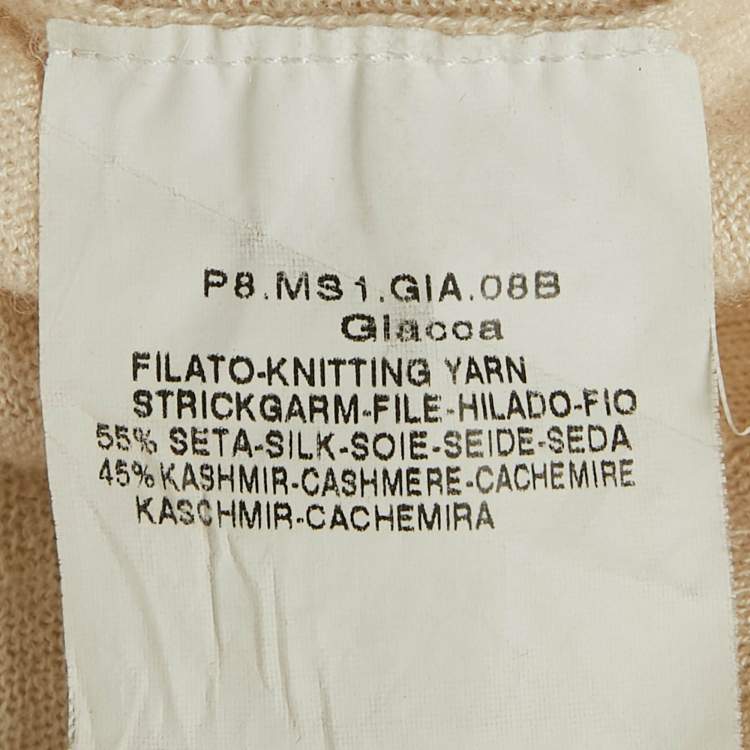 P8.MS1.GIA.08B
Giacca
FILATO-KNITTING YARN
STRICKGARM-FILE-HILADO-FIO
55% SETA-SILK-SOIE-SEIDE-SEDA
45% KASHMIR-CASHMERE-CACHEMIRE
KASCHMIR-CACHEMIRA